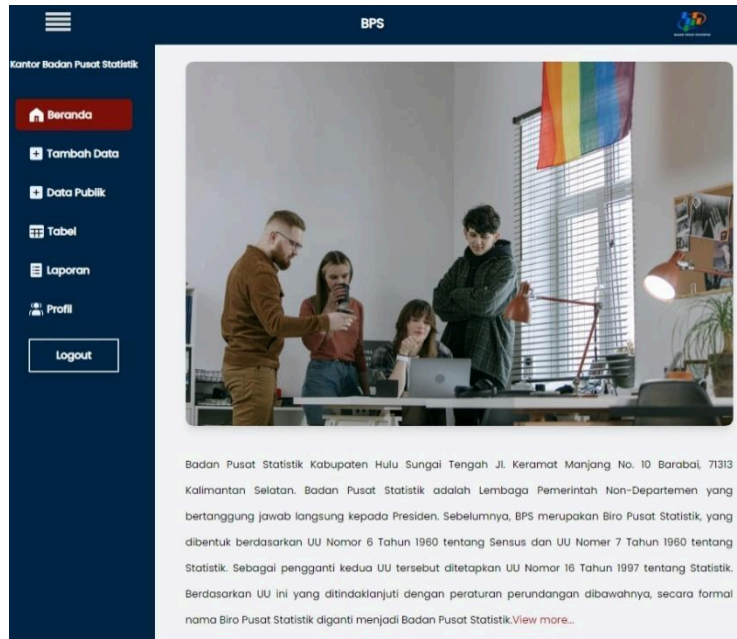 BPS
Kantor Badan Pusat Statistik
Beranda
Tambah Data
Data Publik
Tabel
Laporan
Profil
Logout
Badan Pusat Statistik Kabupaten Hulu Sungai Tengah Jl. Keramat Manjang No. 10 Barabai, 71313
Kalimantan Selatan. Badan Pusat Statistik adalah Lembaga Pemerintah Non-Departemen yang
bertanggung jawab langsung kepada Presiden. Sebelumnya, BPS merupakan Biro Pusat Statistik, yang
dibentuk berdasarkan UU Nomor 6 Tahun 1960 tentang Sensus dan UU Nomer 7 Tahun 1960 tentang
Statistik. Sebagai pengganti kedua UU tersebut ditetapkan UU Nomor 16 Tahun 1997 tentang Statistik.
Berdasarkan UU ini yang ditindaklanjuti dengan peraturan perundangan dibawahnya, secara formal
nama Biro Pusat Statistik diganti menjadi Badan Pusat Statistik.View more...